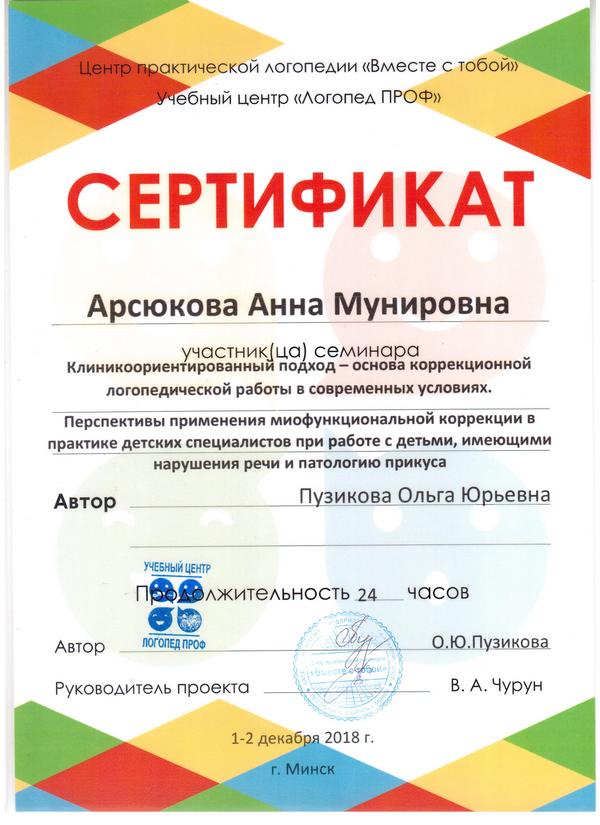 Центр практической логопедии «Вместе с тобой»
Учебный центр «Логопед ПРОФ»
СЕРТИФИКАТ
Арсюкова Анна Мунировна
участник(ца) семинара
Клиникоориентированный подход – основа коррекционной
логопедической работы в современных условиях.
Перспективы применения миофункциональной коррекции в
практике детских специалистов при работе с детьми, имеющими
нарушения речи и патологию прикуса
Автор Пузикова Ольга Юрьевна
УЧЕБНЫЙ ЦЕНТР
Продолжительность 24 часов
ЛОГОПЕД ПРОФ
Автор О.Ю.Пузикова
«Вместе с тобой»
Руководитель проекта В. А. Чурун
1-2 декабря 2018 г.
г. Минск